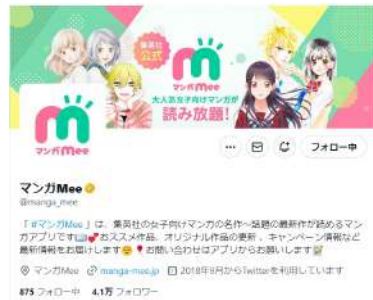 集英社
公式
マンガMee
大人気女子向けマンガが
読み放題!
マンガMee
フォロー中
マンガMee
@manga_mee
「 #マンガMee 」は、集英社の女子向けマンガの名作〜話題の最新作が読めるマン
ガアプリです おススメ作品、オリジナル作品の更新、キャンペーン情報など
最新情報をお届けします お問い合わせはアプリからお願いします
マンガMee manga-mee.jp 2018年9月からTwitterを利用しています
875 フォロー中 4.1万 フォロワー